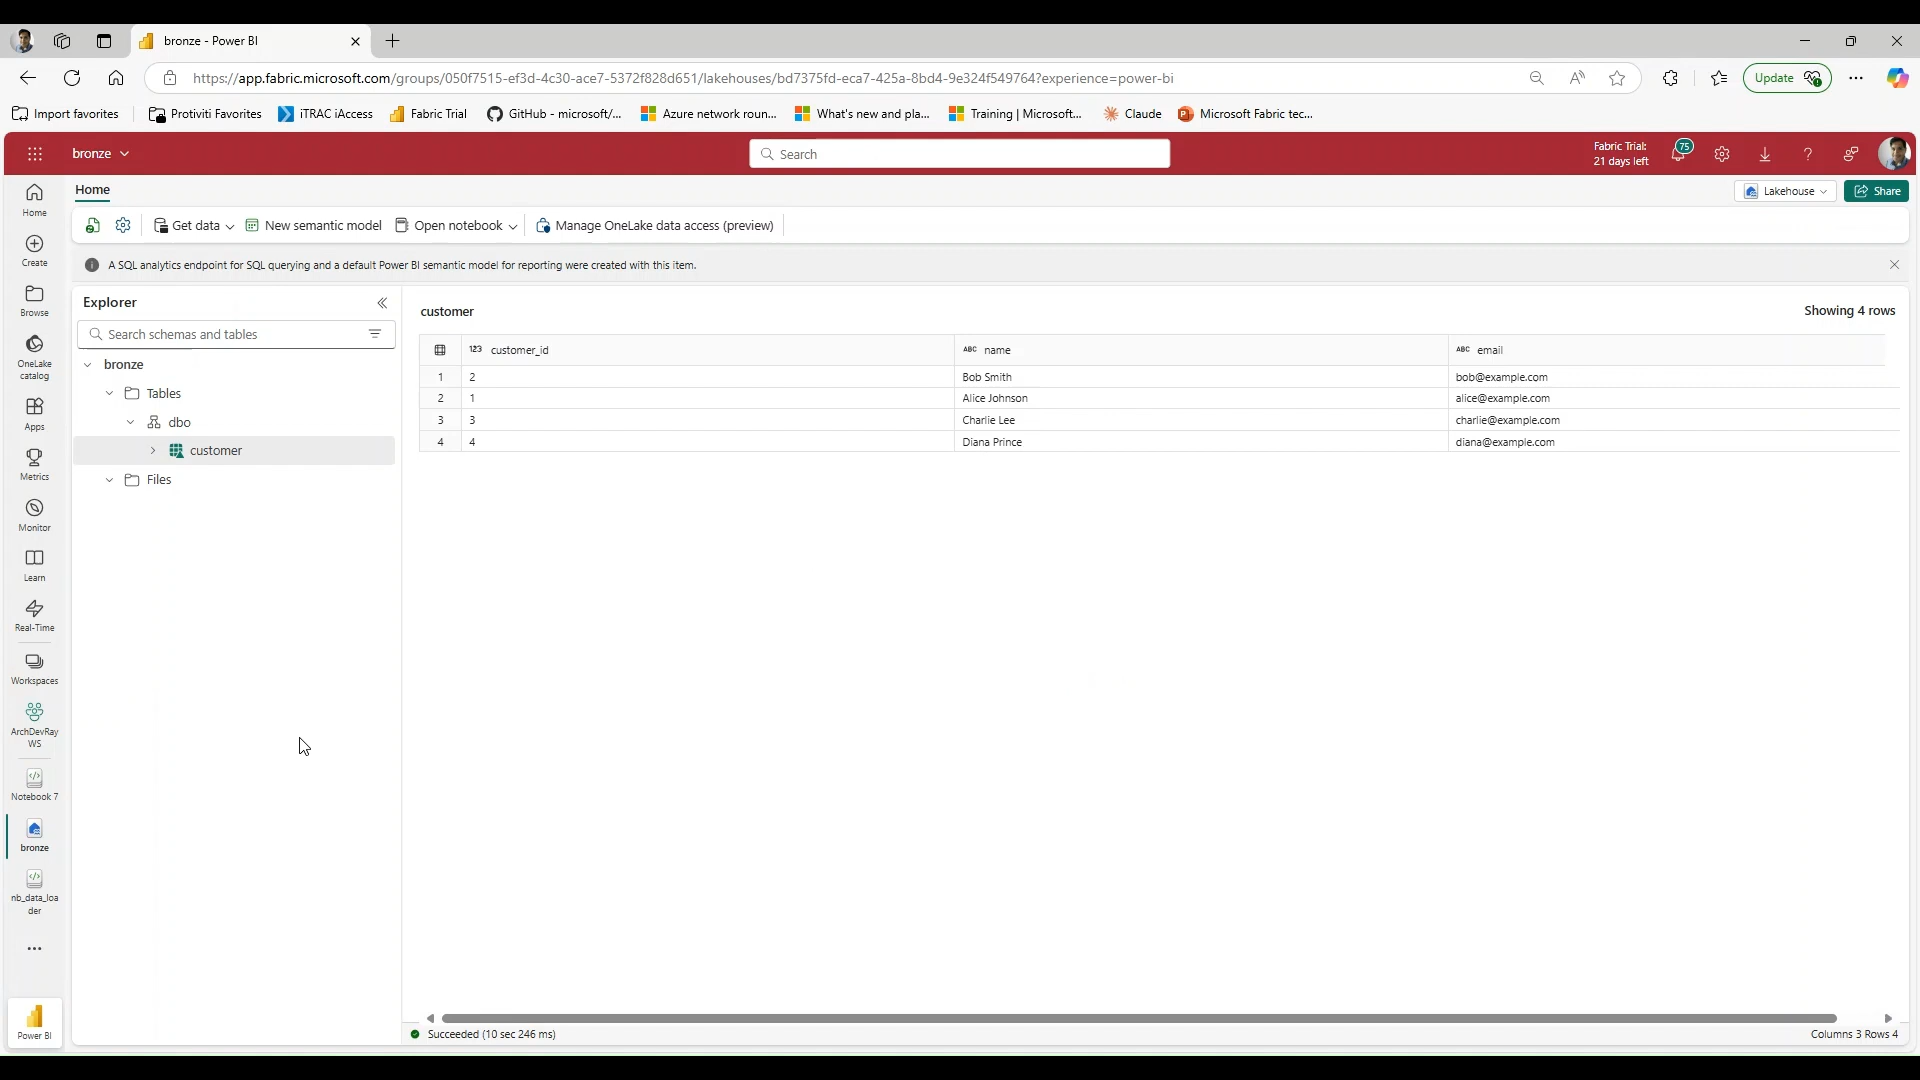 bronze - Power BI
https://app.fabric.microsoft.com/groups/050f7515-ef3d-4c30-ace7-5372f828d651/lakehouses/bd7375fd-eca7-425a-8bd4-9e324f549764?experience=power-bi
Update
Import favorites
Protiviti Favorites
iTRAC iAccess
Fabric Trial
GitHub - microsoft/...
Azure network roun...
What's new and pla...
Training | Microsoft...
Claude
Microsoft Fabric tec...
bronze
Search
Fabric Trial:
21 days left
75
Home
Lakehouse
Share
Get data
New semantic model
Open notebook
Manage OneLake data access (preview)
A SQL analytics endpoint for SQL querying and a default Power BI semantic model for reporting were created with this item.
Home
Create
Browse
OneLake
catalog
Apps
Metrics
Monitor
Learn
Real-Time
Workspaces
ArchDevRay
WS
Notebook 7
bronze
nb_data_loa
der
Power BI
Explorer
Search schemas and tables
bronze
Tables
dbo
customer
Files
customer
Showing 4 rows
123 customer_id ABC name ABC email
1 2 Bob Smith bob@example.com
2 1 Alice Johnson alice@example.com
3 3 Charlie Lee charlie@example.com
4 4 Diana Prince diana@example.com
Succeeded (10 sec 246 ms)
Columns 3 Rows 4